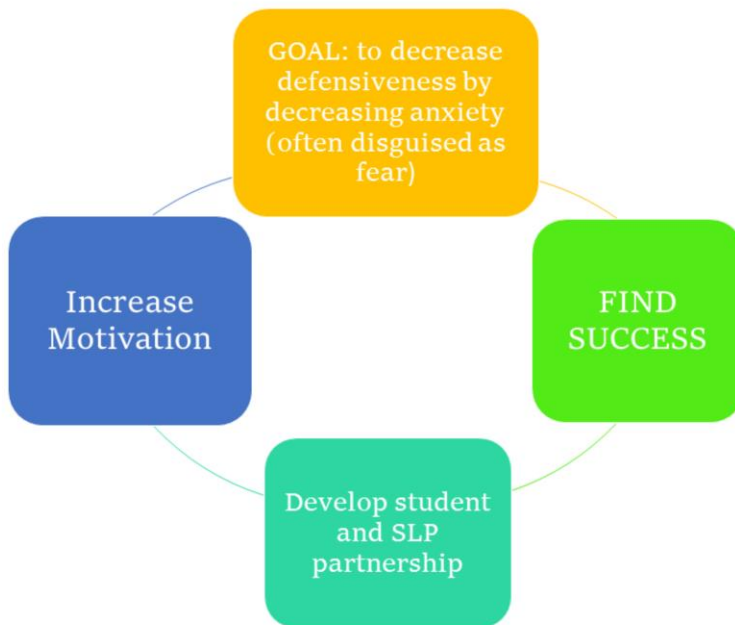 GOAL: to decrease
defensiveness by
decreasing anxiety
(often disguised as
fear)
FIND
SUCCESS
Develop student
and SLP
partnership
Increase
Motivation